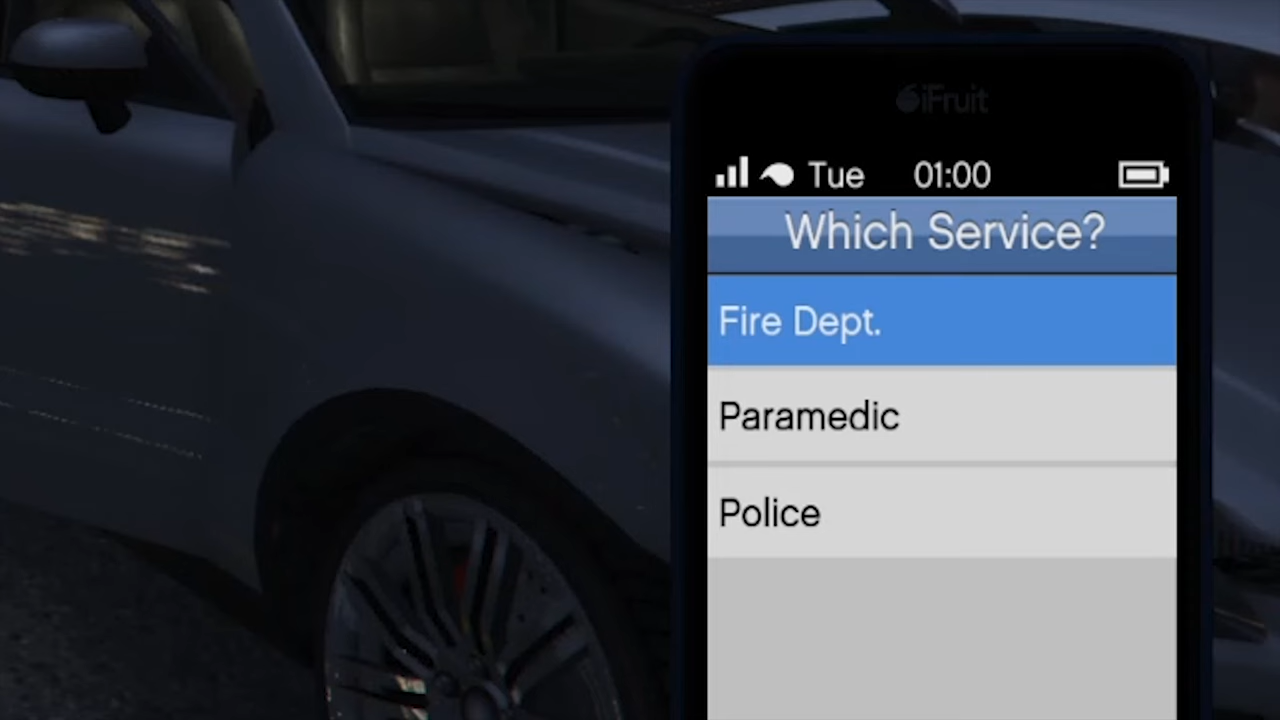 iFruit
Tue 01:00
Which Service?
Fire Dept.
Paramedic
Police